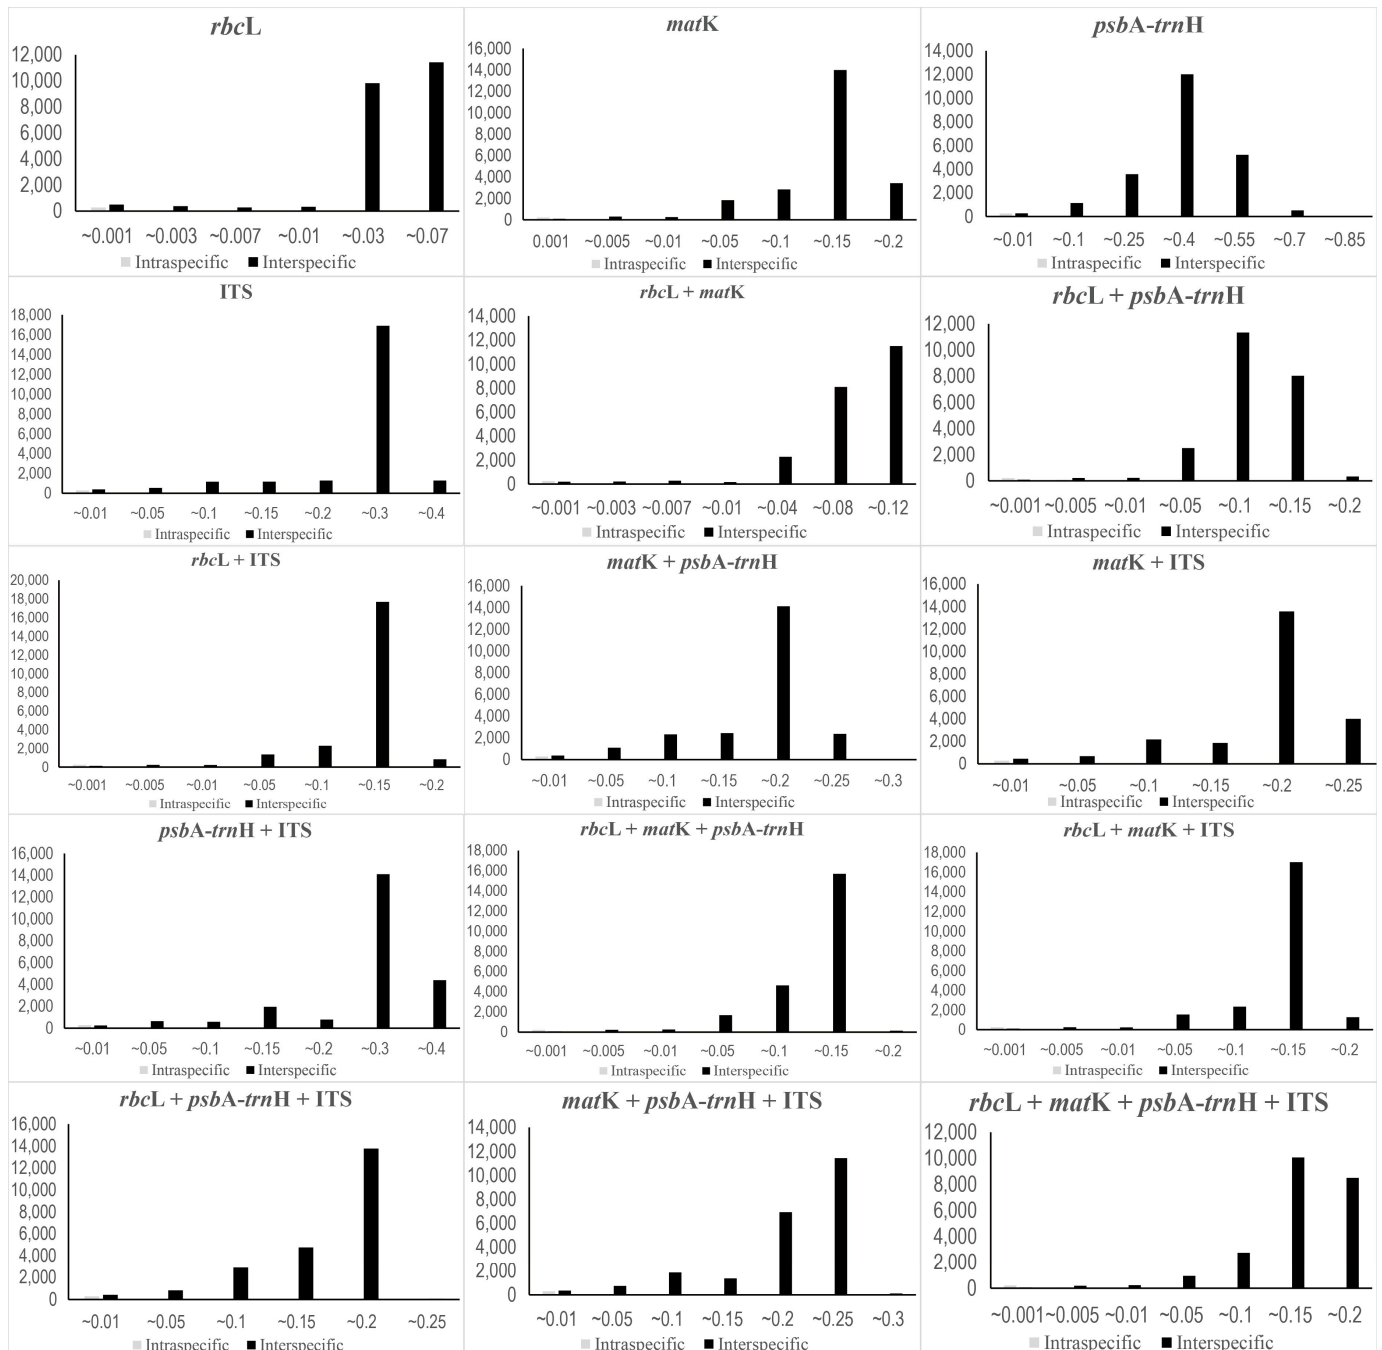 rbcL
12,000
10,000
8,000
6,000
4,000
2,000
0
~0.001 ~0.003 ~0.007 ~0.01 ~0.03 ~0.07
Intraspecific Interspecific
matK
16,000
14,000
12,000
10,000
8,000
6,000
4,000
2,000
0
0.001 ~0.005 ~0.01 ~0.05 ~0.1 ~0.15 ~0.2
Intraspecific Interspecific
psbA-trnH
14,000
12,000
10,000
8,000
6,000
4,000
2,000
0
~0.01 ~0.1 ~0.25 ~0.4 ~0.55 ~0.7 ~0.85
Intraspecific Interspecific
ITS
18,000
16,000
14,000
12,000
10,000
8,000
6,000
4,000
2,000
0
~0.01 ~0.05 ~0.1 ~0.15 ~0.2 ~0.3 ~0.4
Intraspecific Interspecific
rbcL + matK
14,000
12,000
10,000
8,000
6,000
4,000
2,000
0
~0.001 ~0.003 ~0.007 ~0.01 ~0.04 ~0.08 ~0.12
Intraspecific Interspecific
rbcL + psbA-trnH
12,000
10,000
8,000
6,000
4,000
2,000
0
~0.001 ~0.005 ~0.01 ~0.05 ~0.1 ~0.15 ~0.2
Intraspecific Interspecific
rbcL + ITS
20,000
18,000
16,000
14,000
12,000
10,000
8,000
6,000
4,000
2,000
0
~0.001 ~0.005 ~0.01 ~0.05 ~0.1 ~0.15 ~0.2
Intraspecific Interspecific
matK + psbA-trnH
16,000
14,000
12,000
10,000
8,000
6,000
4,000
2,000
0
~0.01 ~0.05 ~0.1 ~0.15 ~0.2 ~0.25 ~0.3
Intraspecific Interspecific
matK + ITS
16,000
14,000
12,000
10,000
8,000
6,000
4,000
2,000
0
~0.01 ~0.05 ~0.1 ~0.15 ~0.2 ~0.25
Intraspecific Interspecific
psbA-trnH + ITS
16,000
14,000
12,000
10,000
8,000
6,000
4,000
2,000
0
~0.01 ~0.05 ~0.1 ~0.15 ~0.2 ~0.3 ~0.4
Intraspecific Interspecific
rbcL + matK + psbA-trnH
18,000
16,000
14,000
12,000
10,000
8,000
6,000
4,000
2,000
0
~0.001 ~0.005 ~0.01 ~0.05 ~0.1 ~0.15 ~0.2
Intraspecific Interspecific
rbcL + matK + ITS
18,000
16,000
14,000
12,000
10,000
8,000
6,000
4,000
2,000
0
~0.001 ~0.005 ~0.01 ~0.05 ~0.1 ~0.15 ~0.2
Intraspecific Interspecific
rbcL + psbA-trnH + ITS
16,000
14,000
12,000
10,000
8,000
6,000
4,000
2,000
0
~0.01 ~0.05 ~0.1 ~0.15 ~0.2 ~0.25
Intraspecific Interspecific
matK + psbA-trnH + ITS
14,000
12,000
10,000
8,000
6,000
4,000
2,000
0
~0.01 ~0.05 ~0.1 ~0.15 ~0.2 ~0.25 ~0.3
Intraspecific Interspecific
rbcL + matK + psbA-trnH + ITS
12,000
10,000
8,000
6,000
4,000
2,000
0
~0.001 ~0.005 ~0.01 ~0.05 ~0.1 ~0.15 ~0.2
Intraspecific Interspecific